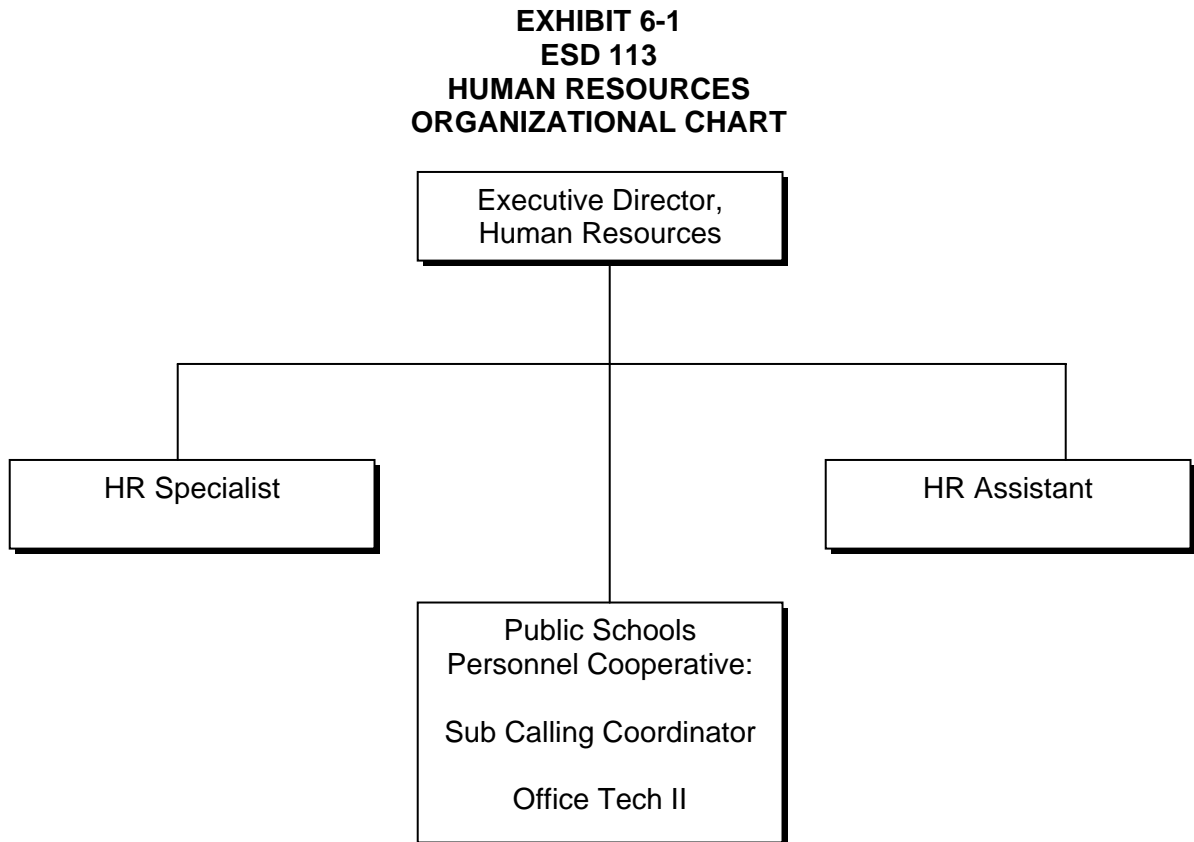 EXHIBIT 6-1
ESD 113
HUMAN RESOURCES
ORGANIZATIONAL CHART
Executive Director,
Human Resources
HR Specialist
HR Assistant
Public Schools
Personnel Cooperative:
Sub Calling Coordinator
Office Tech II